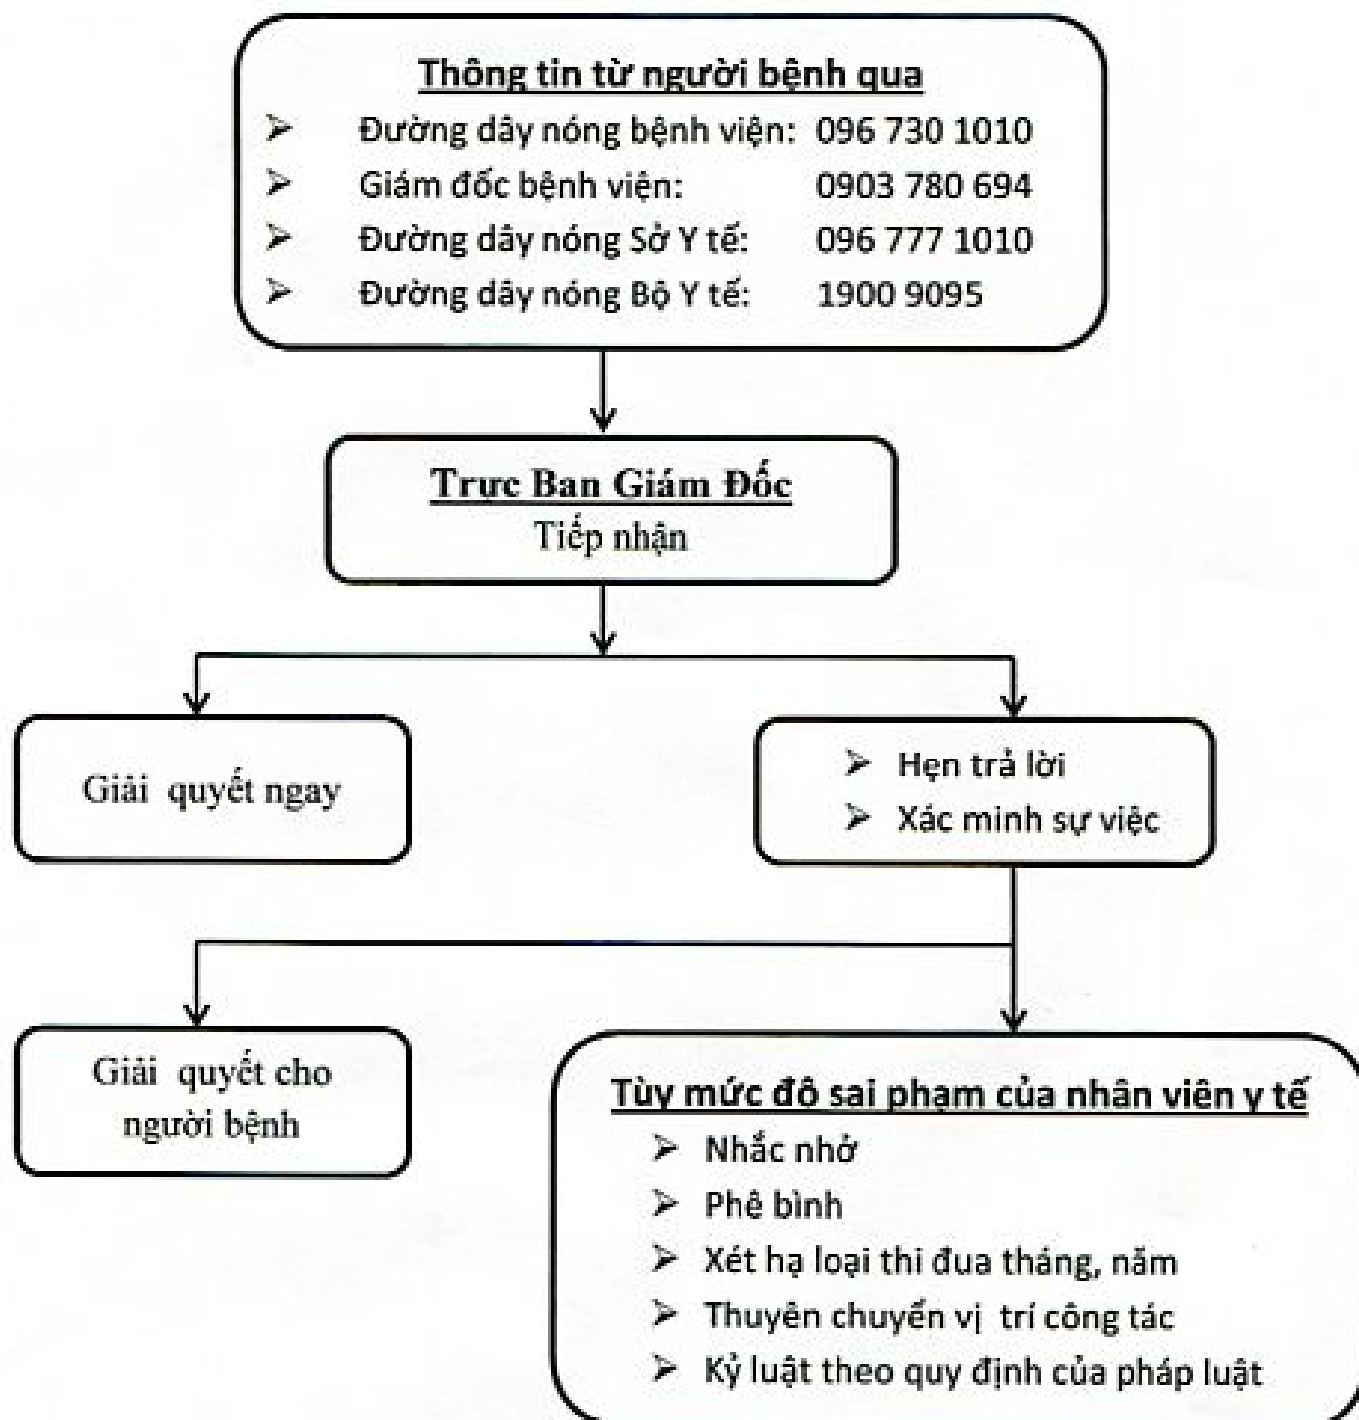 Thông tin từ người bệnh qua
➢ Đường dây nóng bệnh viện: 096 730 1010
➢ Giám đốc bệnh viện: 0903 780 694
➢ Đường dây nóng Sở Y tế: 096 777 1010
➢ Đường dây nóng Bộ Y tế: 1900 9095
Trực Ban Giám Đốc
Tiếp nhận
Giải quyết ngay
➢ Hẹn trả lời
➢ Xác minh sự việc
Giải quyết cho
người bệnh
Tùy mức độ sai phạm của nhân viên y tế
➢ Nhắc nhở
➢ Phê bình
➢ Xét hạ loại thi đua tháng, năm
➢ Thuyên chuyển vị trí công tác
➢ Kỷ luật theo quy định của pháp luật